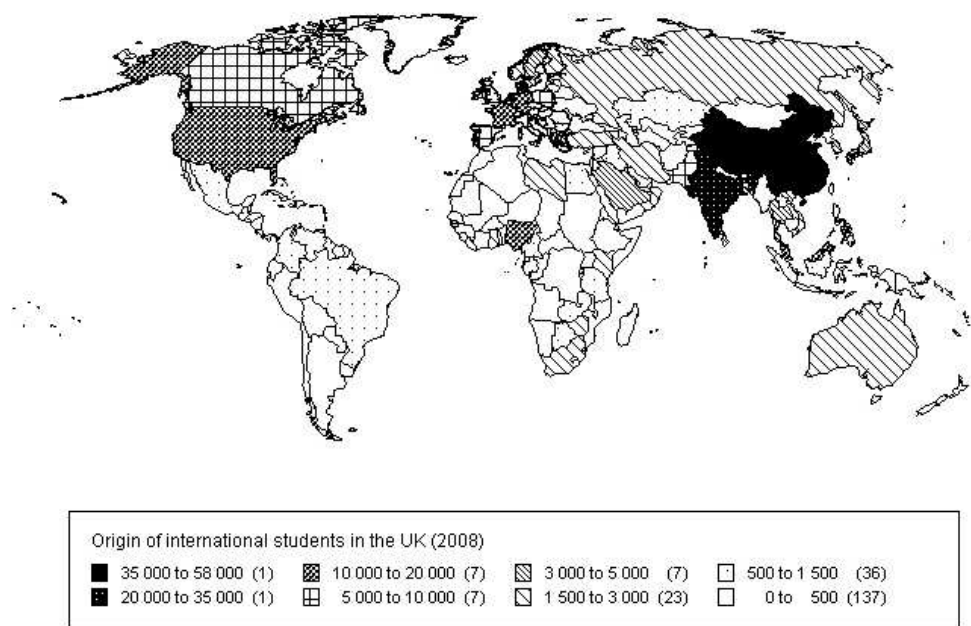 Origin of international students in the UK (2008)
35 000 to 58 000 (1) 10 000 to 20 000 (7) 3 000 to 5 000 (7) 500 to 1 500 (36)
20 000 to 35 000 (1) 5 000 to 10 000 (7) 1 500 to 3 000 (23) 0 to 500 (137)